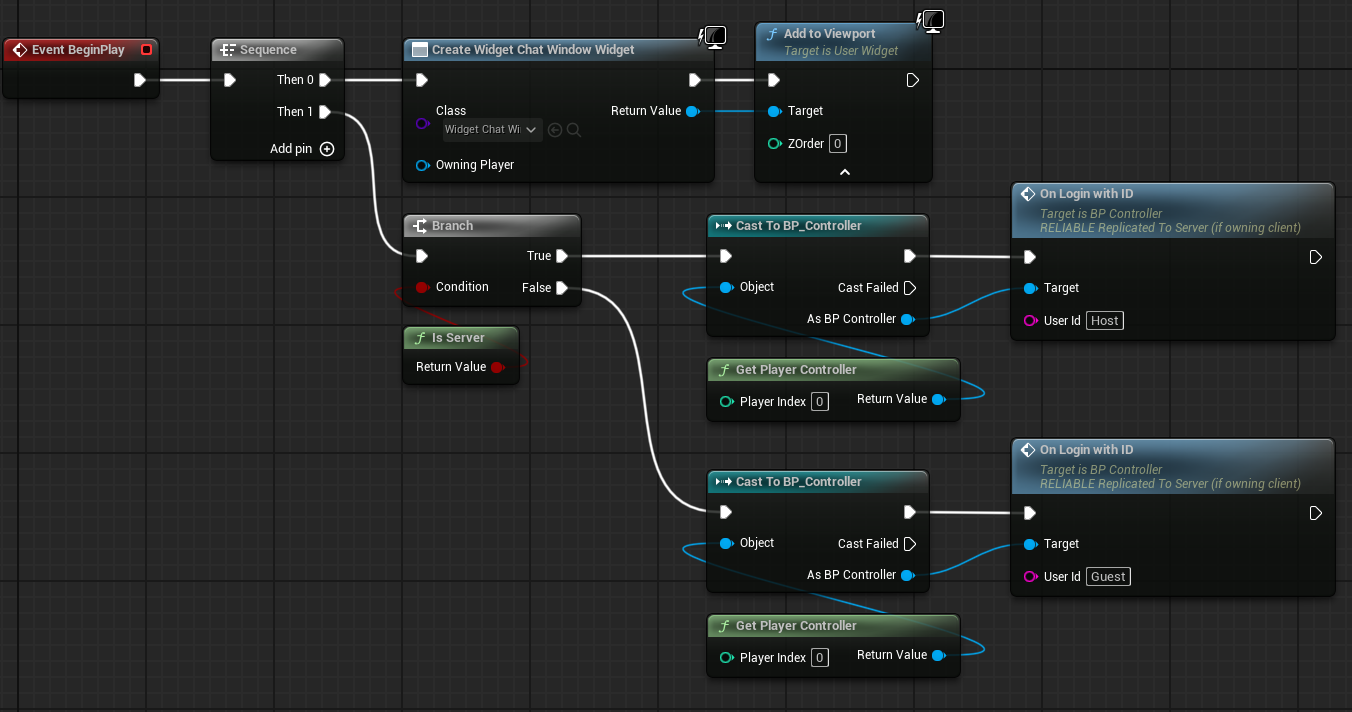 Event BeginPlay
Sequence
Then 0
Then 1
Add pin
Create Widget Chat Window Widget
Class
Return Value
Widget Chat Wi
Owning Player
Add to Viewport
Target is User Widget
Target
ZOrder 0
Branch
True
Condition
False
Is Server
Return Value
Cast To BP_Controller
Object
Cast Failed
As BP Controller
Get Player Controller
Player Index 0
Return Value
On Login with ID
Target is BP Controller
RELIABLE Replicated To Server (if owning client)
Target
User Id Host
Cast To BP_Controller
Object
Cast Failed
As BP Controller
Get Player Controller
Player Index 0
Return Value
On Login with ID
Target is BP Controller
RELIABLE Replicated To Server (if owning client)
Target
User Id Guest